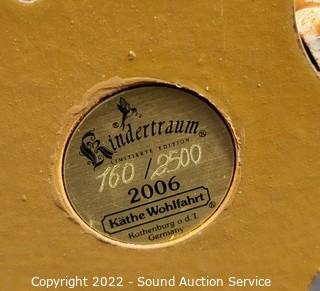 Kindertraum®
LIMITIERTE EDITION
160/2500
2006
Käthe Wohlfahrt®
Rothenburg o.d.T.
Germany
Copyright 2022 - Sound Auction Service